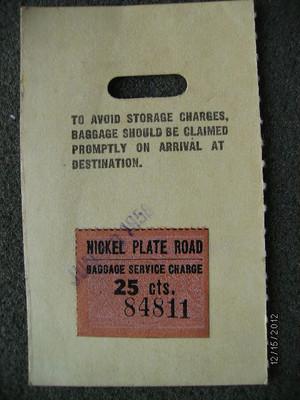 TO AVOID STORAGE CHARGES,
BAGGAGE SHOULD BE CLAIMED
PROMPTLY ON ARRIVAL AT
DESTINATION.
1956
NICKEL PLATE ROAD
BAGGAGE SERVICE CHARGE
25 cts.
84811
12/15/2012